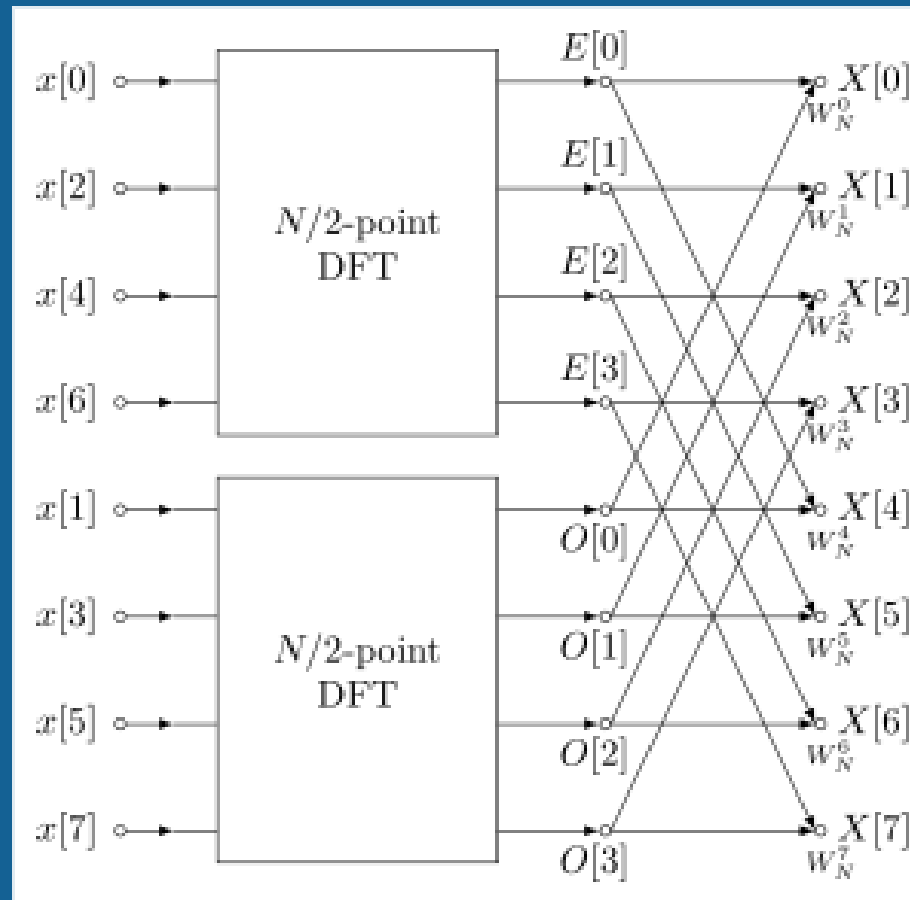 E[0]
x[0] X[0]
W_N^0
E[1]
x[2] X[1]
W_N^1
N/2-point
DFT
E[2]
x[4] X[2]
W_N^2
E[3]
x[6] X[3]
W_N^3
x[1] X[4]
O[0] W_N^4
x[3] X[5]
O[1] W_N^5
N/2-point
DFT
x[5] X[6]
O[2] W_N^6
x[7] X[7]
O[3] W_N^7